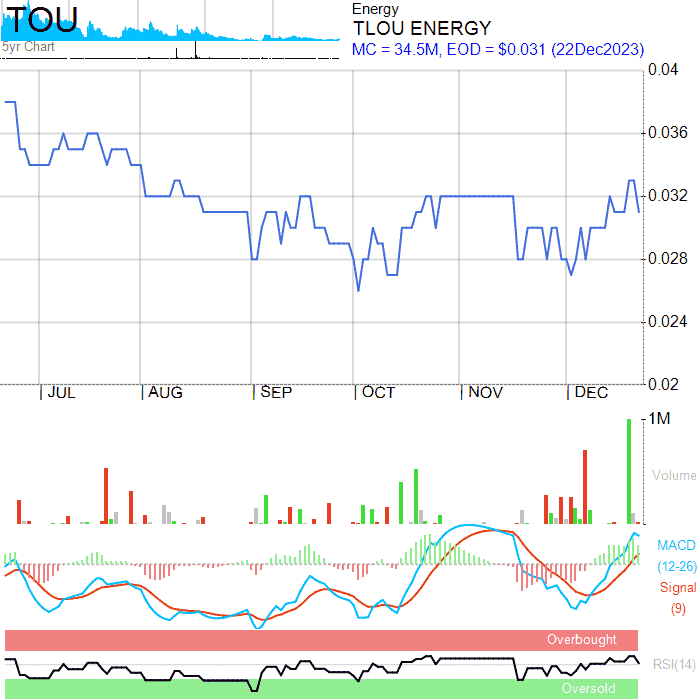 TOU
5yr Chart
Energy
TLOU ENERGY
MC = 34.5M, EOD = $0.031 (22Dec2023)
0.04
0.036
0.032
0.028
0.024
0.02
JUL AUG SEP OCT NOV DEC
1M
Volume
MACD
(12-26)
Signal
(9)
Overbought
RSI(14)
Oversold